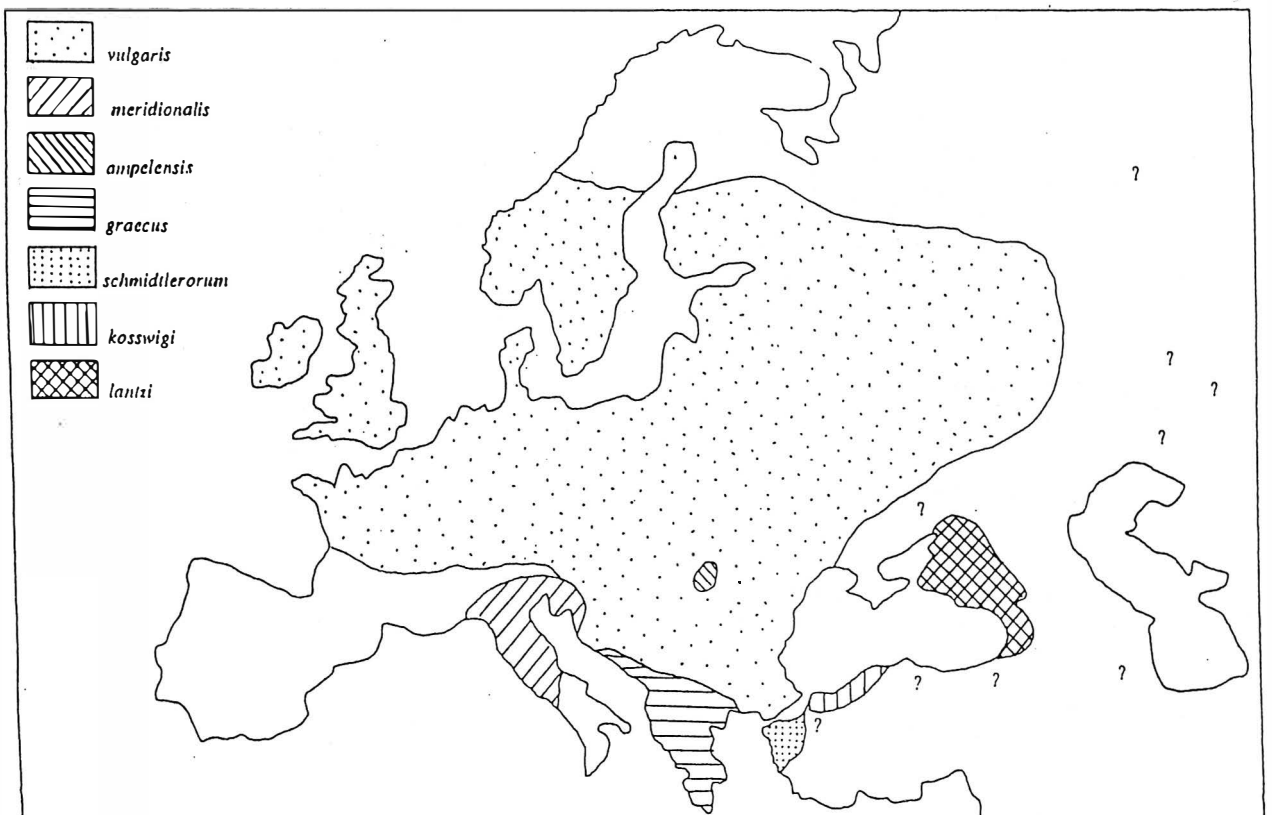 vulgaris
meridionalis
ampelensis
graecus
schmidtlerorum
kosswigi
lantzi
?
?
?
?
?
?
?
?
?